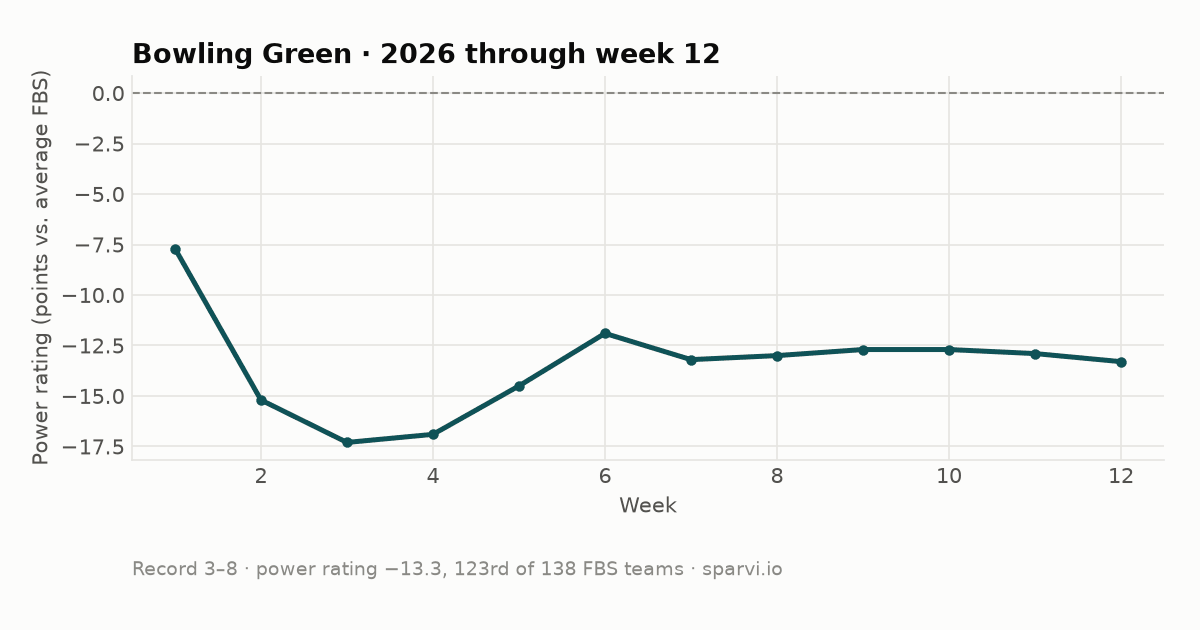 Bowling Green · 2026 through week 12
Power rating (points vs. average FBS)
0.0
−2.5
−5.0
−7.5
−10.0
−12.5
−15.0
−17.5
2 4 6 8 10 12
Week
Record 3–8 · power rating −13.3, 123rd of 138 FBS teams · sparvi.io